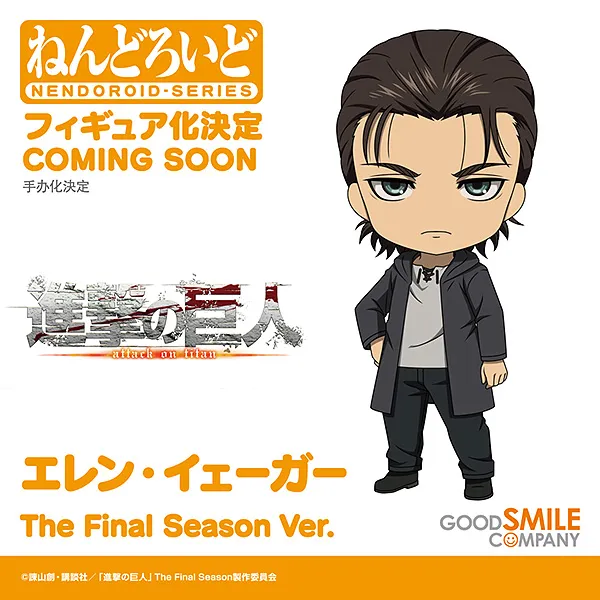 ねんどろいど
NENDOROID-SERIES
フィギュア化決定
COMING SOON
手办化決定
進撃の巨人
attack on titan
エレン・イェーガー
The Final Season Ver.
GOOD SMILE
COMPANY
©諫山創・講談社／「進撃の巨人」The Final Season製作委員会